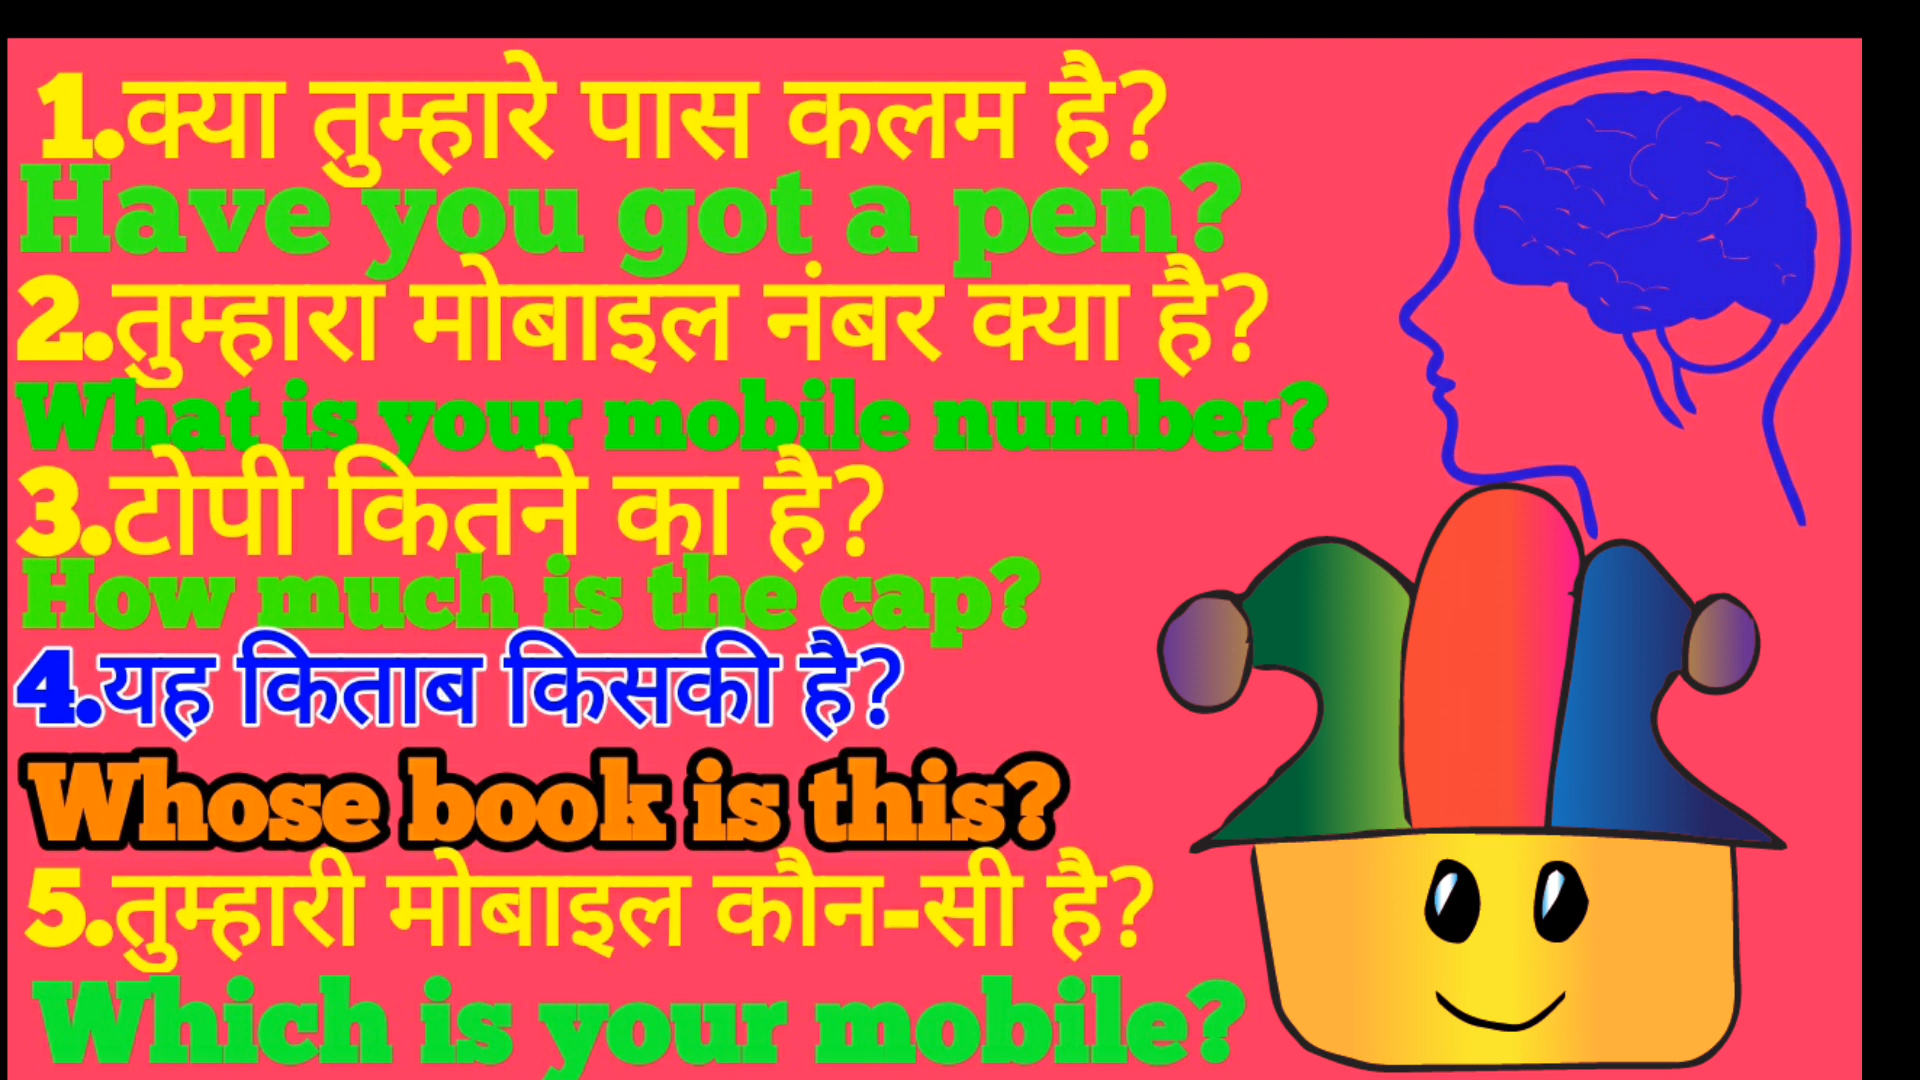 1.क्या तुम्हारे पास कलम है?
Have you got a pen?
2.तुम्हारा मोबाइल नंबर क्या है?
What is your mobile number?
3.टोपी कितने का है?
How much is the cap?
4.यह किताब किसकी है?
Whose book is this?
5.तुम्हारी मोबाइल कौन-सी है?
Which is your mobile?